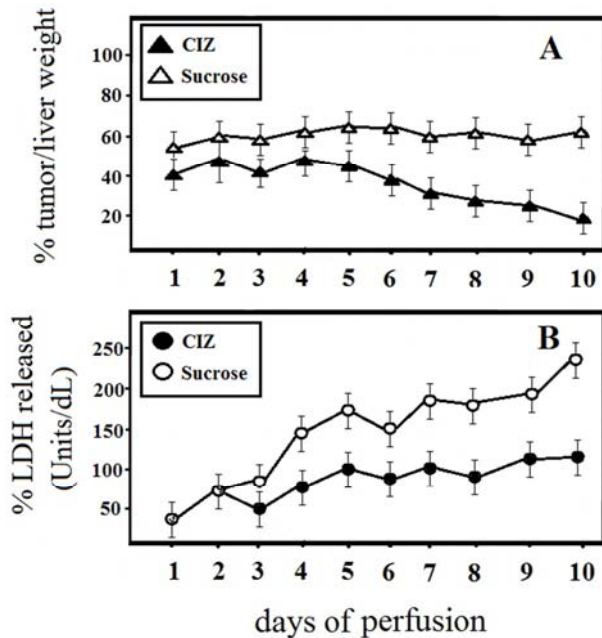 A
CIZ
Sucrose
% tumor/liver weight
100
80
60
40
20
1 2 3 4 5 6 7 8 9 10
B
CIZ
Sucrose
% LDH released
(Units/dL)
250
200
150
100
50
1 2 3 4 5 6 7 8 9 10
days of perfusion